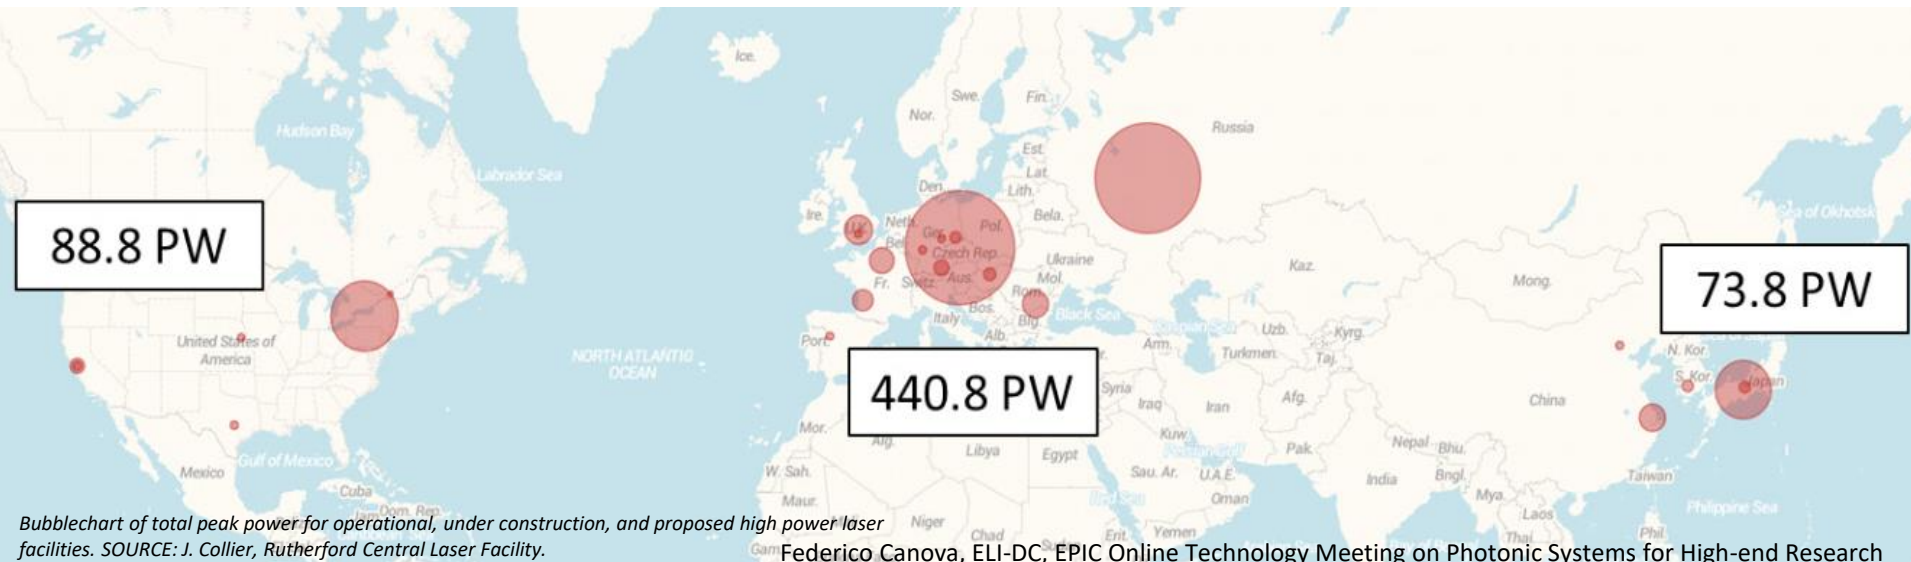 Ice.
Swe.
Fin.
Nor.
Russia
Hudson Bay
Est.
Lat.
Labrador Sea
Den.
Lith.
Ire.
U.K.
Neth.
Pol.
Bela.
Sea of Okhotsk
Ger.
88.8 PW
Bel.
Czech Rep.
Ukraine
Kaz.
Mong.
Fr.
Switz.
Aus.
Mol.
73.8 PW
Rom.
Bos.
Italy
Blg.
Black Sea
Caspian Sea
Uzb.
Kyrg.
United States of
America
Port.
Alb.
Arm.
Turkmen.
Taj.
N. Kor.
NORTH ATLANTIC
OCEAN
S. Kor.
Japan
440.8 PW
Syria
Iraq
Iran
Afg.
China
Mor.
Alg.
Kuw.
Persian Gulf
Pak.
Nepal
Bhu.
Gulf of Mexico
Mexico
Libya
Egypt
W. Sah.
Sau. Ar.
U.A.E.
India
Bngl.
Taiwan
Cuba
Maur.
Red Sea
Oman
Mya.
Dom. Rep.
Philippine Sea
Niger
Chad
Erit.
Yemen
Laos
Phil.
Thai.
Gam.
Bubblechart of total peak power for operational, under construction, and proposed high power laser
facilities. SOURCE: J. Collier, Rutherford Central Laser Facility.
Federico Canova, ELI-DC, EPIC Online Technology Meeting on Photonic Systems for High-end Research